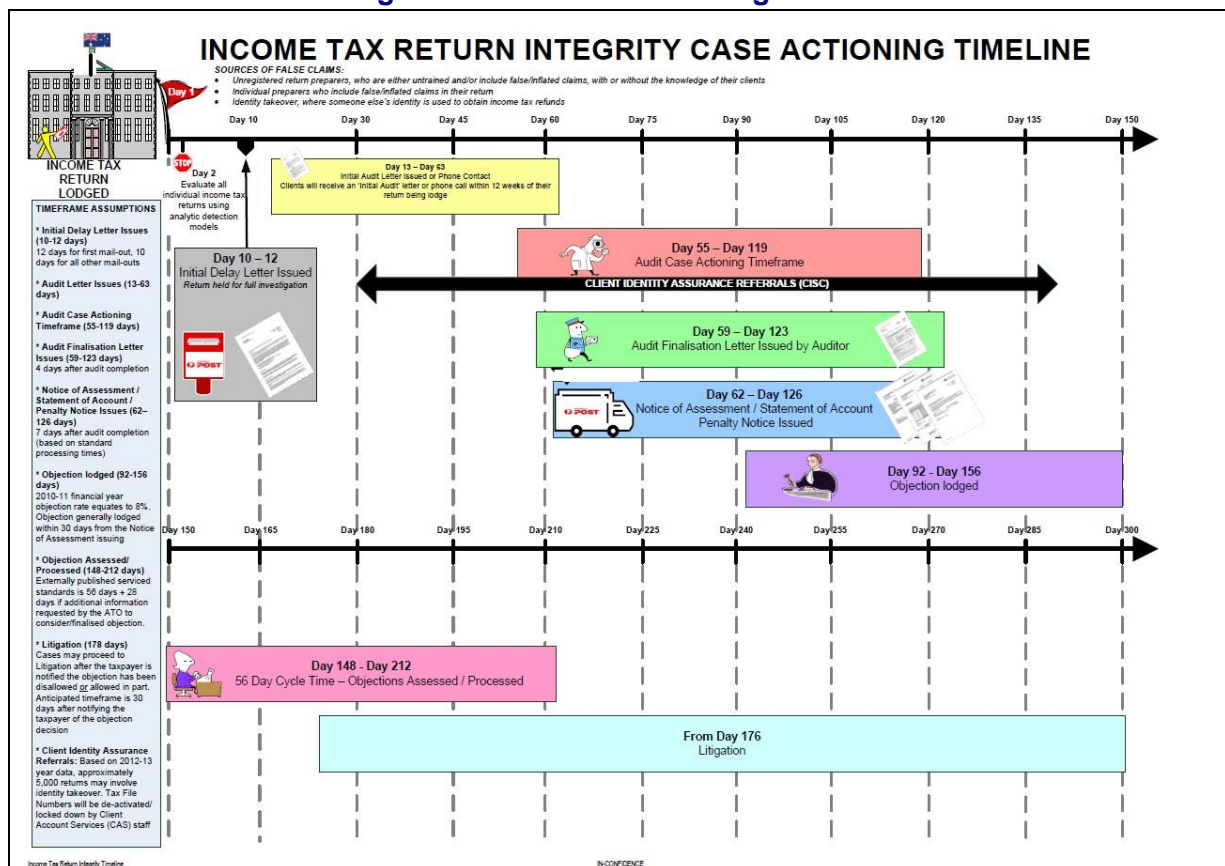 INCOME TAX RETURN INTEGRITY CASE ACTIONING TIMELINE
SOURCES OF FALSE CLAIMS:
• Unregistered return preparers, who are either untrained and/or include false/inflated claims, with or without the knowledge of their clients
• Individual preparers who include false/inflated claims in their return
• Identity takeover, where someone else's identity is used to obtain income tax refunds
Day 1
Day 10
Day 30
Day 45
Day 60
Day 75
Day 90
Day 105
Day 120
Day 135
Day 150
INCOME TAX
RETURN
LODGED
STOP
Day 2
Evaluate all
individual income tax
returns using
analytic detection
models
Day 13 – Day 63
Initial Audit Letter Issued or Phone Contact
Clients will receive an 'Initial Audit' letter or phone call within 12 weeks of their
return being lodge
Day 10 – 12
Initial Delay Letter Issued
Return held for full investigation
POST
Day 55 – Day 119
Audit Case Actioning Timeframe
CLIENT IDENTITY ASSURANCE REFERRALS (CISC)
Day 59 – Day 123
Audit Finalisation Letter Issued by Auditor
POST
Day 62 – Day 126
Notice of Assessment / Statement of Account
Penalty Notice Issued
Day 92 - Day 156
Objection lodged
TIMEFRAME ASSUMPTIONS
* Initial Delay Letter Issues
(10-12 days)
12 days for first mail-out, 10
days for all other mail-outs
* Audit Letter Issues (13-63
days)
* Audit Case Actioning
Timeframe (55-119 days)
* Audit Finalisation Letter
Issues (59-123 days)
4 days after audit completion
* Notice of Assessment /
Statement of Account /
Penalty Notice Issues (62–
126 days)
7 days after audit completion
(based on standard
processing times)
* Objection lodged (92-156
days)
2010-11 financial year
objection rate equates to 8%.
Objection generally lodged
within 30 days from the Notice
of Assessment issuing
* Objection Assessed/
Processed (148-212 days)
Externally published serviced
standards is 56 days + 28
days if additional information
requested by the ATO to
consider/finalised objection.
* Litigation (178 days)
Cases may proceed to
Litigation after the taxpayer is
notified the objection has been
disallowed or allowed in part.
Anticipated timeframe is 30
days after notifying the
taxpayer of the objection
decision
* Client Identity Assurance
Referrals: Based on 2012-13
year data, approximately
5,000 returns may involve
identity takeover. Tax File
Numbers will be de-activated/
locked down by Client
Account Services (CAS) staff
Day 150
Day 165
Day 180
Day 195
Day 210
Day 225
Day 240
Day 255
Day 270
Day 285
Day 300
Day 148 - Day 212
56 Day Cycle Time – Objections Assessed / Processed
From Day 176
Litigation
Income Tax Return Integrity Timeline
IN-CONFIDENCE